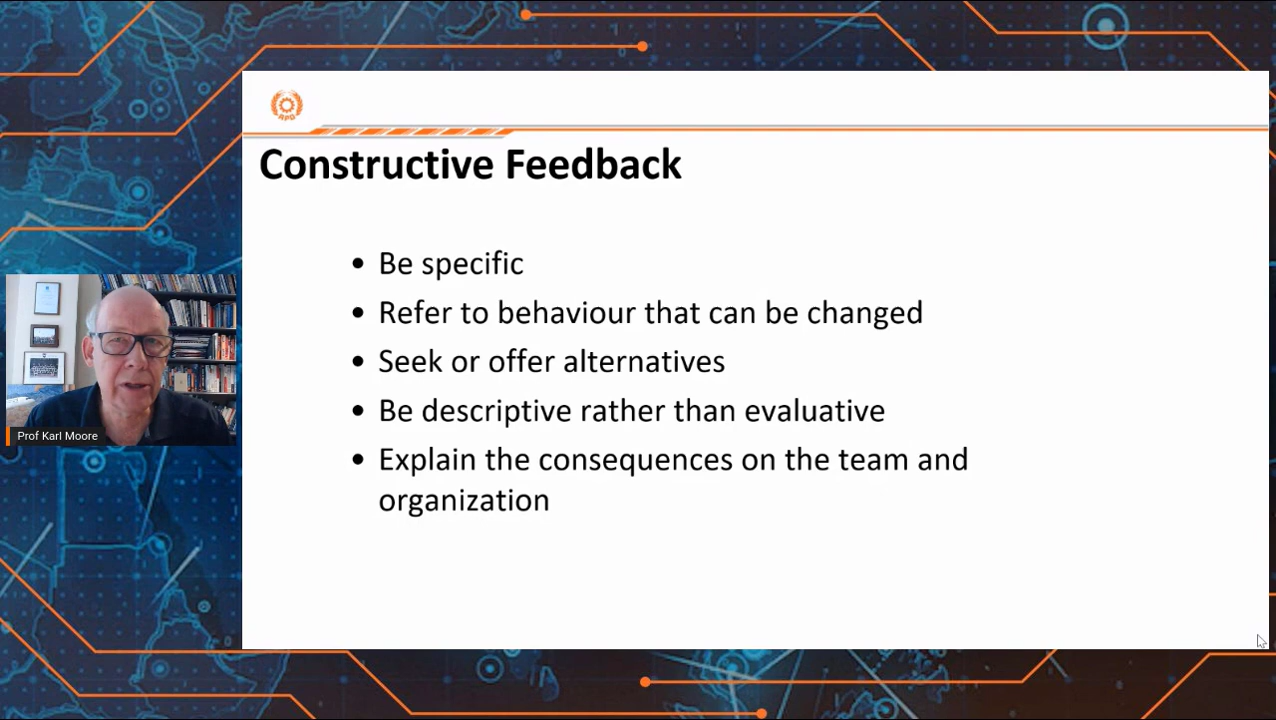 APO
Constructive Feedback
• Be specific
• Refer to behaviour that can be changed
• Seek or offer alternatives
• Be descriptive rather than evaluative
• Explain the consequences on the team and
organization
Prof Karl Moore